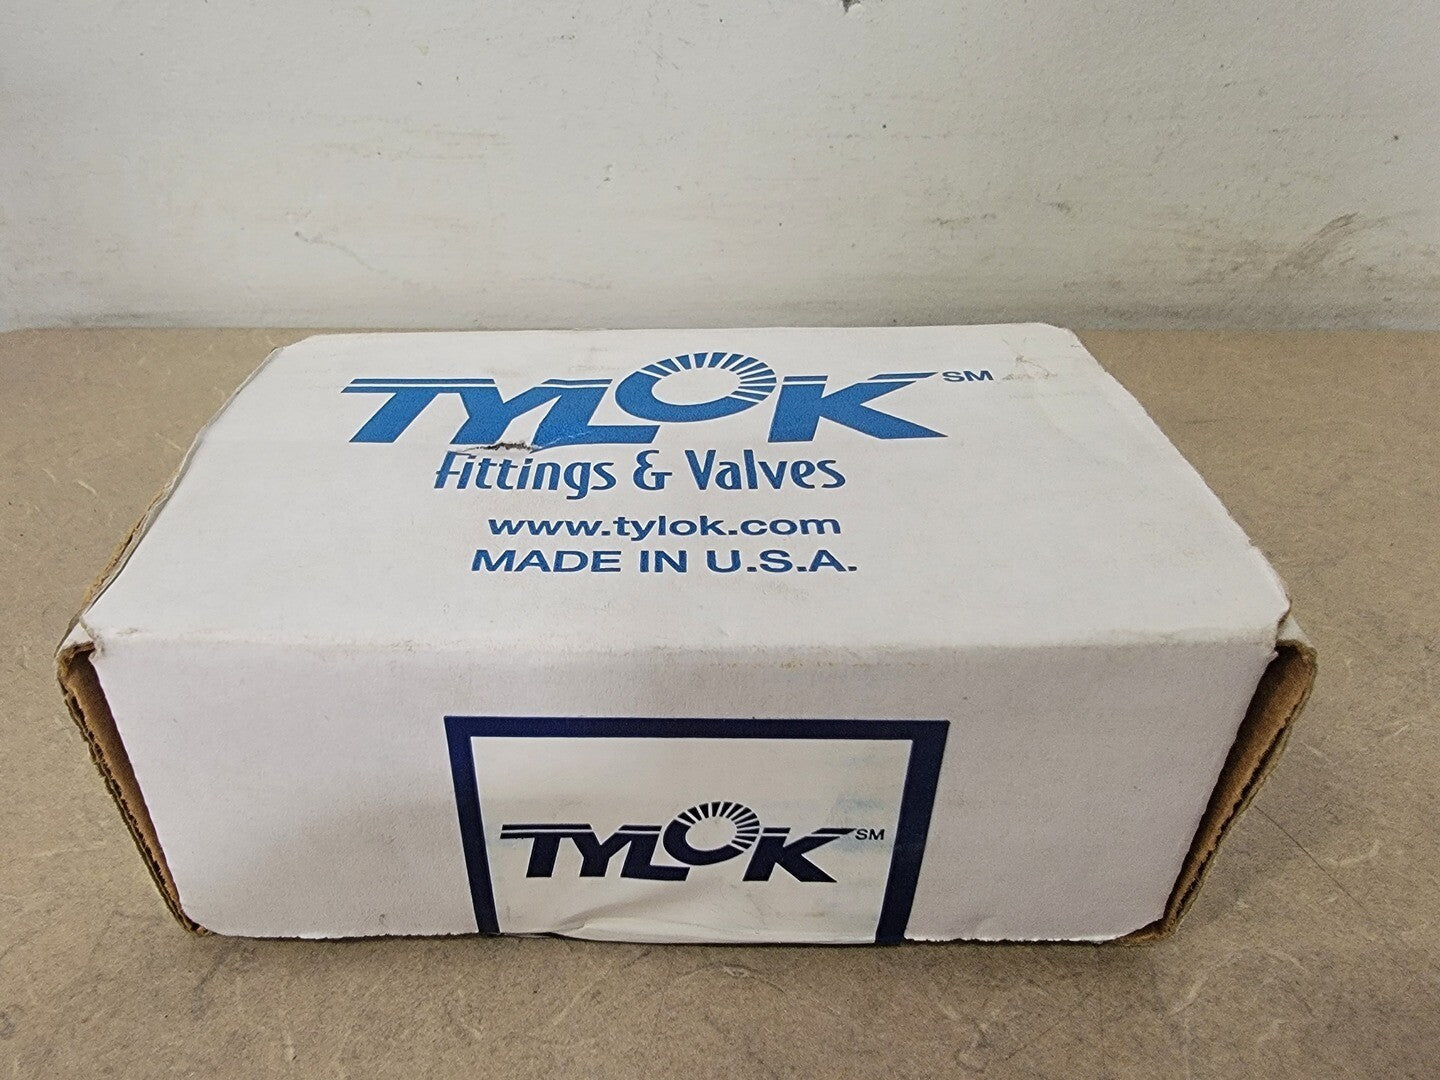 TYLOK SM
Fittings & Valves
www.tylok.com
MADE IN U.S.A.
TYLOK SM